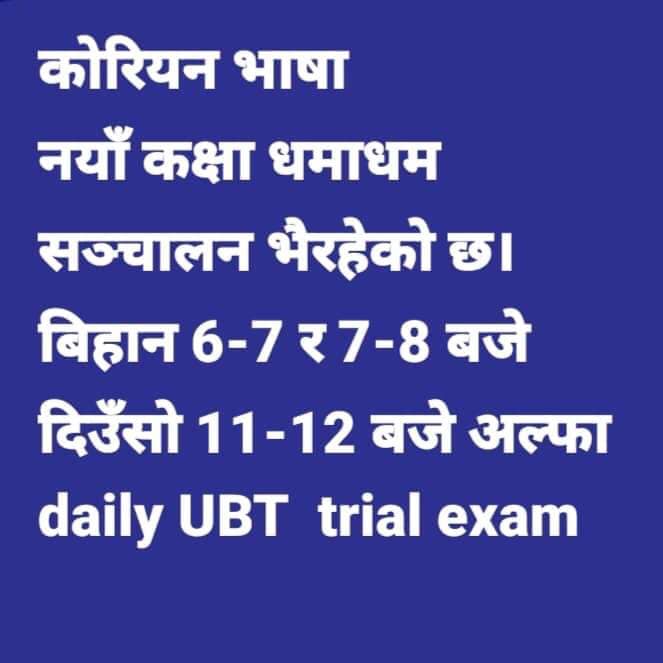 कोरियन भाषा
नयाँ कक्षा धमाधम
सञ्चालन भैरहेको छ।
बिहान 6-7 र 7-8 बजे
दिउँसो 11-12 बजे अल्फा
daily UBT trial exam